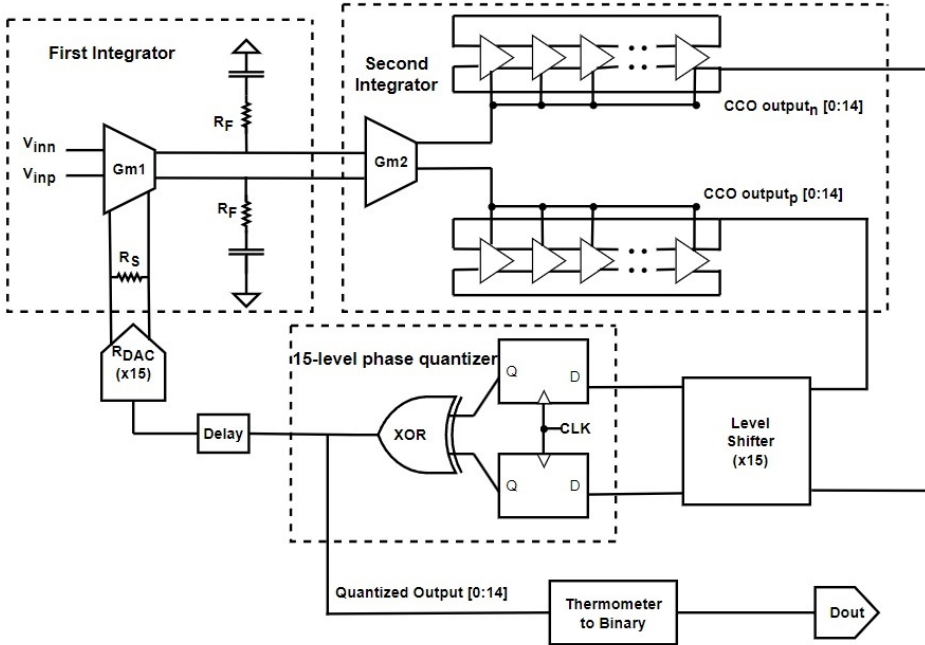 First Integrator
Second
Integrator
CCO outputn [0:14]
RF
Vinn
Vinp
Gm1
Gm2
RF
CCO outputp [0:14]
RS
RDAC
(x15)
15-level phase quantizer
Q D
XOR
CLK
Delay
Level
Shifter
(x15)
Q D
Quantized Output [0:14]
Thermometer
to Binary
Dout